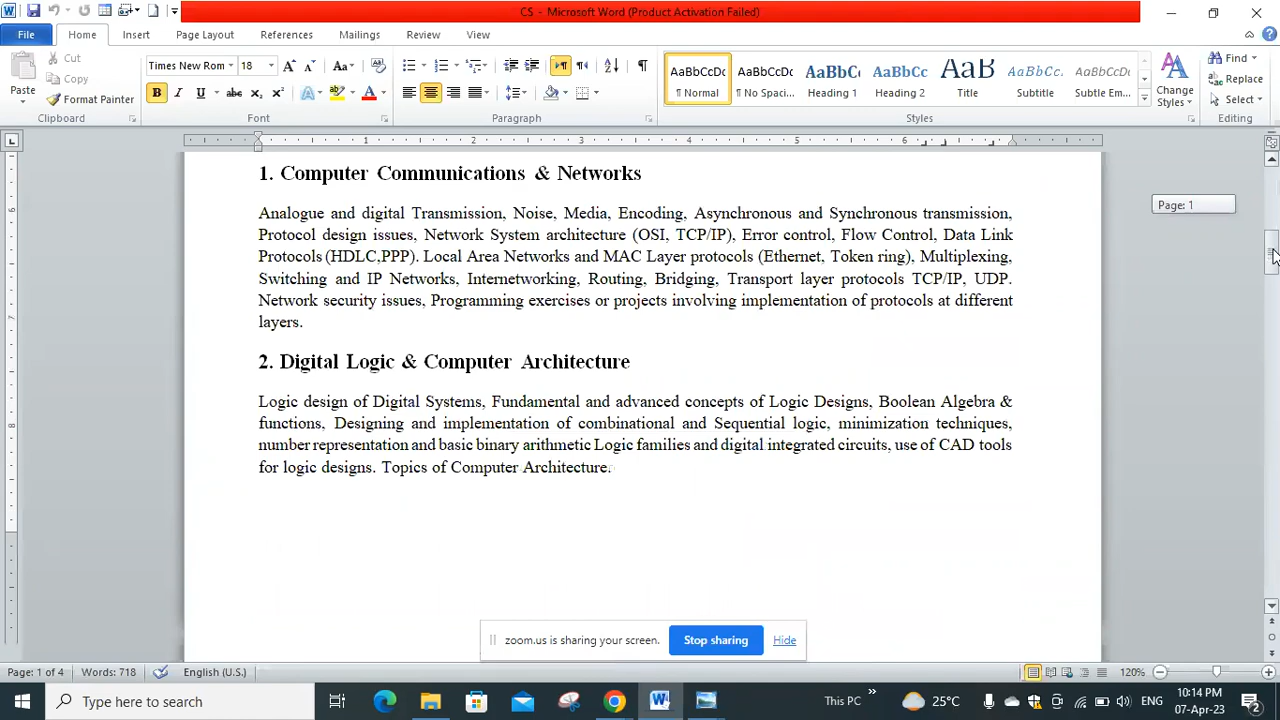 CS - Microsoft Word (Product Activation Failed)
File Home Insert Page Layout References Mailings Review View
Cut
Copy
Format Painter
Paste
Times New Rom 18
AaBbCcDc AaBbCcDc AaBbC AaBbCc AaB AaBbCc. AaBbCcDc
¶ Normal ¶ No Spaci... Heading 1 Heading 2 Title Subtitle Subtle Em...
Change
Styles
Find
Replace
Select
Clipboard Font Paragraph Styles Editing
1 2 3 4 5 6
1. Computer Communications & Networks
Page: 1
Analogue and digital Transmission, Noise, Media, Encoding, Asynchronous and Synchronous transmission,
Protocol design issues, Network System architecture (OSI, TCP/IP), Error control, Flow Control, Data Link
Protocols (HDLC,PPP). Local Area Networks and MAC Layer protocols (Ethernet, Token ring), Multiplexing,
Switching and IP Networks, Internetworking, Routing, Bridging, Transport layer protocols TCP/IP, UDP.
Network security issues, Programming exercises or projects involving implementation of protocols at different
layers.
2. Digital Logic & Computer Architecture
Logic design of Digital Systems, Fundamental and advanced concepts of Logic Designs, Boolean Algebra &
functions, Designing and implementation of combinational and Sequential logic, minimization techniques,
number representation and basic binary arithmetic Logic families and digital integrated circuits, use of CAD tools
for logic designs. Topics of Computer Architecture.
zoom.us is sharing your screen. Stop sharing Hide
Page: 1 of 4 Words: 718 English (U.S.) 120%
Type here to search This PC 25°C ENG 10:14 PM
07-Apr-23